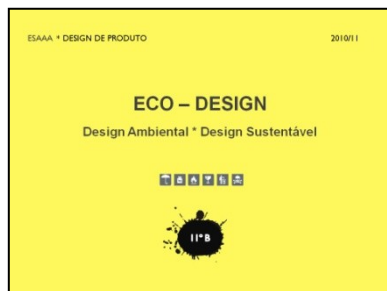 ESAAA * DESIGN DE PRODUTO 2010/11
ECO – DESIGN
Design Ambiental * Design Sustentável
11ºB